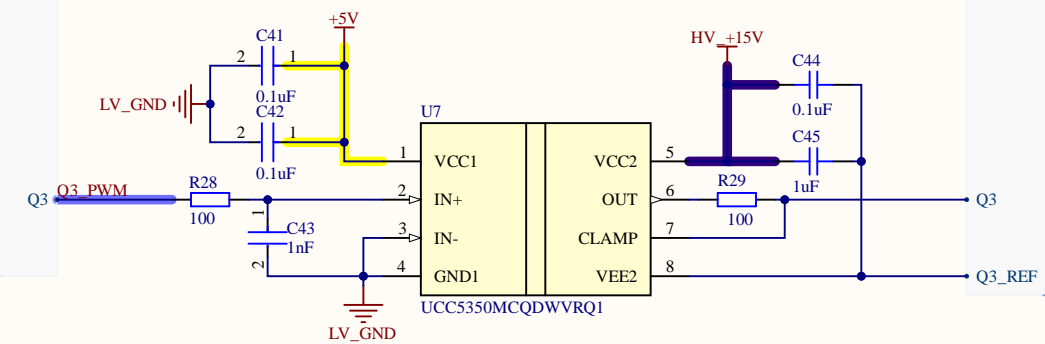 +5V
C41
2
1
0.1uF
LV_GND
C42
2
1
0.1uF
HV_+15V
C44
0.1uF
C45
1uF
U7
1
VCC1
VCC2
5
Q3
Q3_PWM
R28
100
2
IN+
OUT
6
R29
100
Q3
1
C43
1nF
2
3
IN-
CLAMP
7
4
GND1
VEE2
8
Q3_REF
UCC5350MCQDWVRQ1
LV_GND